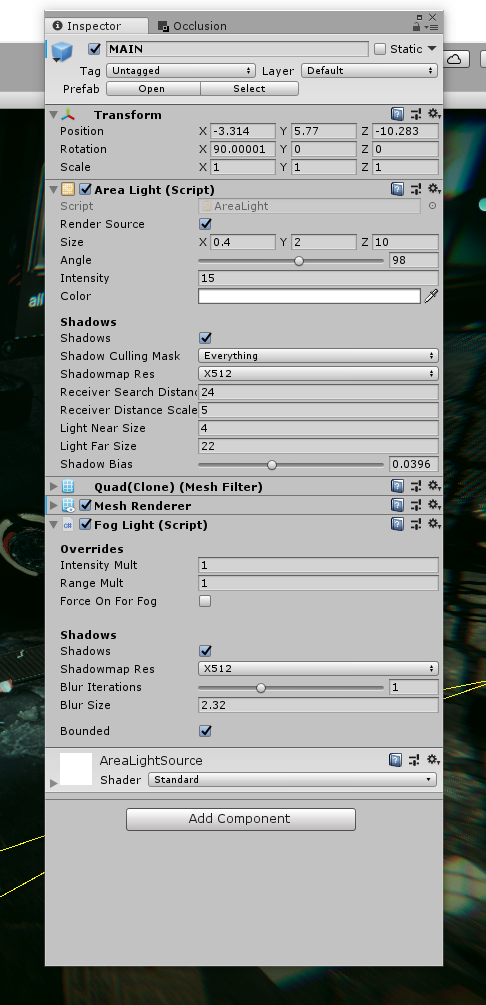 Inspector Occlusion
MAIN Static
Tag Untagged Layer Default
Prefab Open Select
Transform
Position X -3.314 Y 5.77 Z -10.283
Rotation X 90.00001 Y 0 Z 0
Scale X 1 Y 1 Z 1
Area Light (Script)
Script AreaLight
Render Source
Size X 0.4 Y 2 Z 10
Angle 98
Intensity 15
Color
Shadows
Shadows
Shadow Culling Mask Everything
Shadowmap Res X512
Receiver Search Distanc 24
Receiver Distance Scale 5
Light Near Size 4
Light Far Size 22
Shadow Bias 0.0396
Quad(Clone) (Mesh Filter)
Mesh Renderer
C# Fog Light (Script)
Overrides
Intensity Mult 1
Range Mult 1
Force On For Fog
Shadows
Shadows
Shadowmap Res X512
Blur Iterations 1
Blur Size 2.32
Bounded
AreaLightSource
Shader Standard
Add Component
all